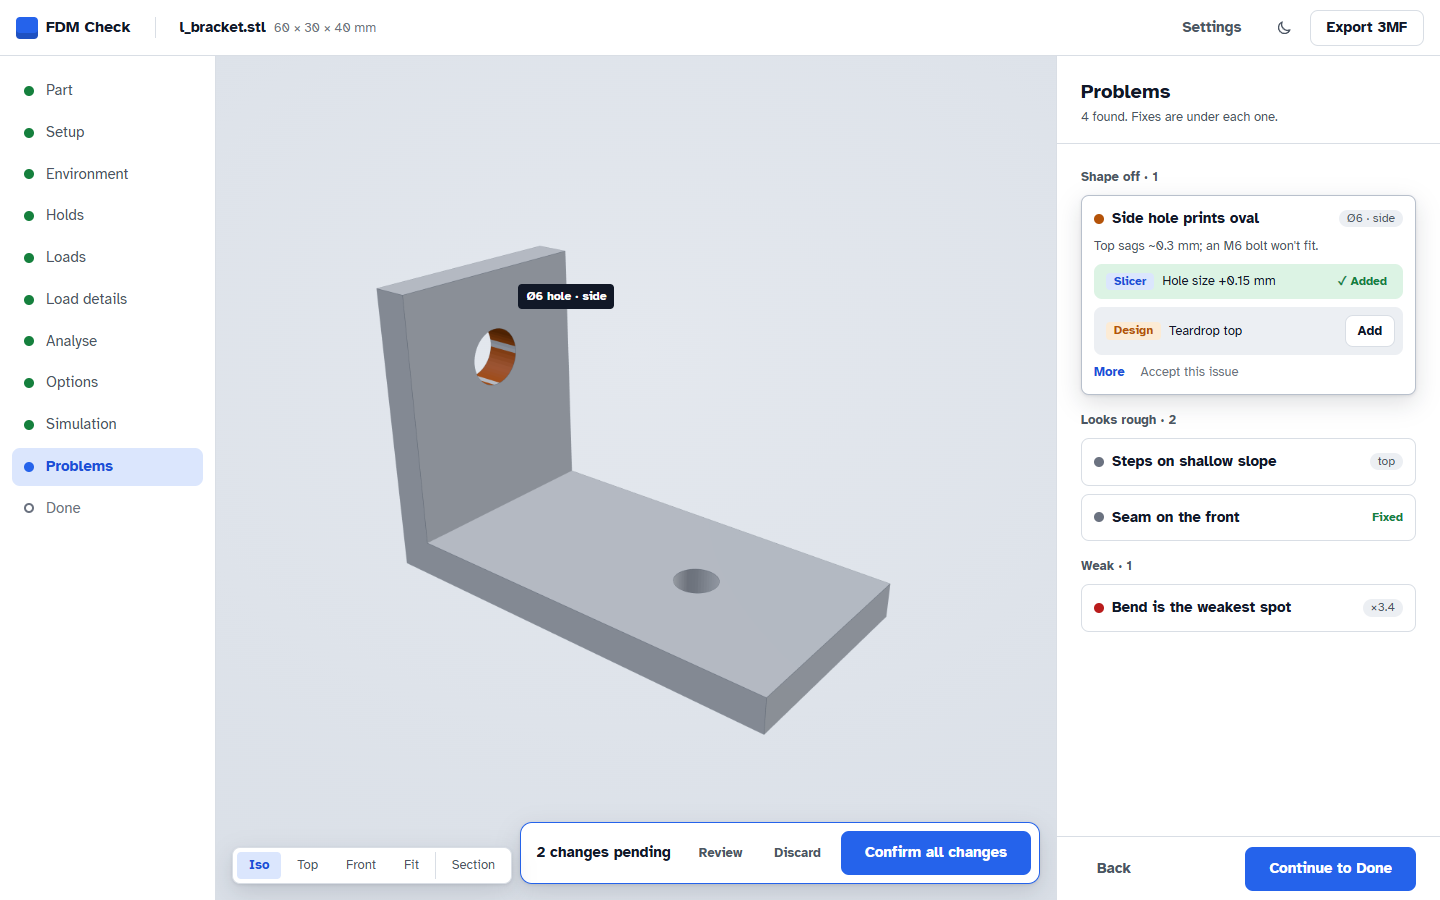 FDM Check
l_bracket.stl 60 × 30 × 40 mm
Settings
Export 3MF
Part
Setup
Environment
Holds
Loads
Load details
Analyse
Options
Simulation
Problems
Done
Ø6 hole · side
Iso Top Front Fit Section
2 changes pending Review Discard Confirm all changes
Problems
4 found. Fixes are under each one.
Shape off · 1
Side hole prints oval Ø6 · side
Top sags ~0.3 mm; an M6 bolt won't fit.
Slicer Hole size +0.15 mm ✓ Added
Design Teardrop top Add
More Accept this issue
Looks rough · 2
Steps on shallow slope top
Seam on the front Fixed
Weak · 1
Bend is the weakest spot ×3.4
Back Continue to Done